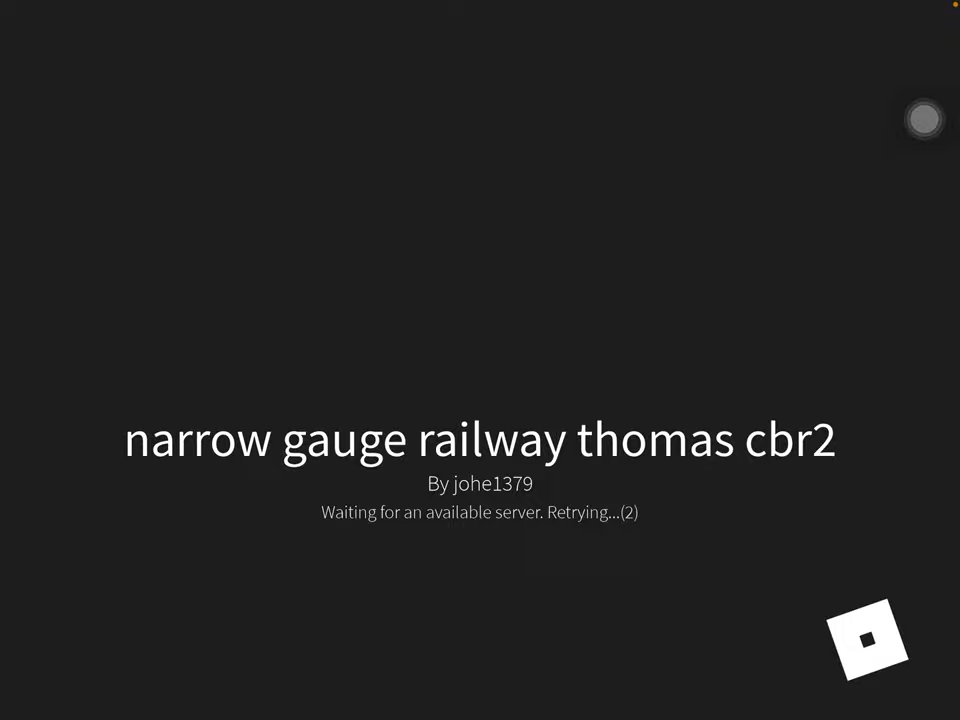 narrow gauge railway thomas cbr2
By johe1379
Waiting for an available server. Retrying...(2)